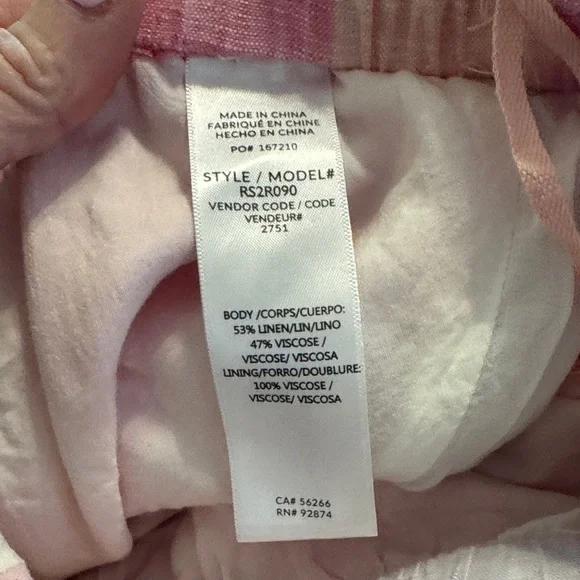 MADE IN CHINA
FABRIQUÉ EN CHINE
HECHO EN CHINA
PO# 167210
STYLE / MODEL#
RS2R090
VENDOR CODE / CODE
VENDEUR#
2751
BODY /CORPS/CUERPO:
53% LINEN/LIN/LINO
47% VISCOSE /
VISCOSE/ VISCOSA
LINING/FORRO/DOUBLURE:
100% VISCOSE /
VISCOSE/ VISCOSA
CA# 56266
RN# 92874